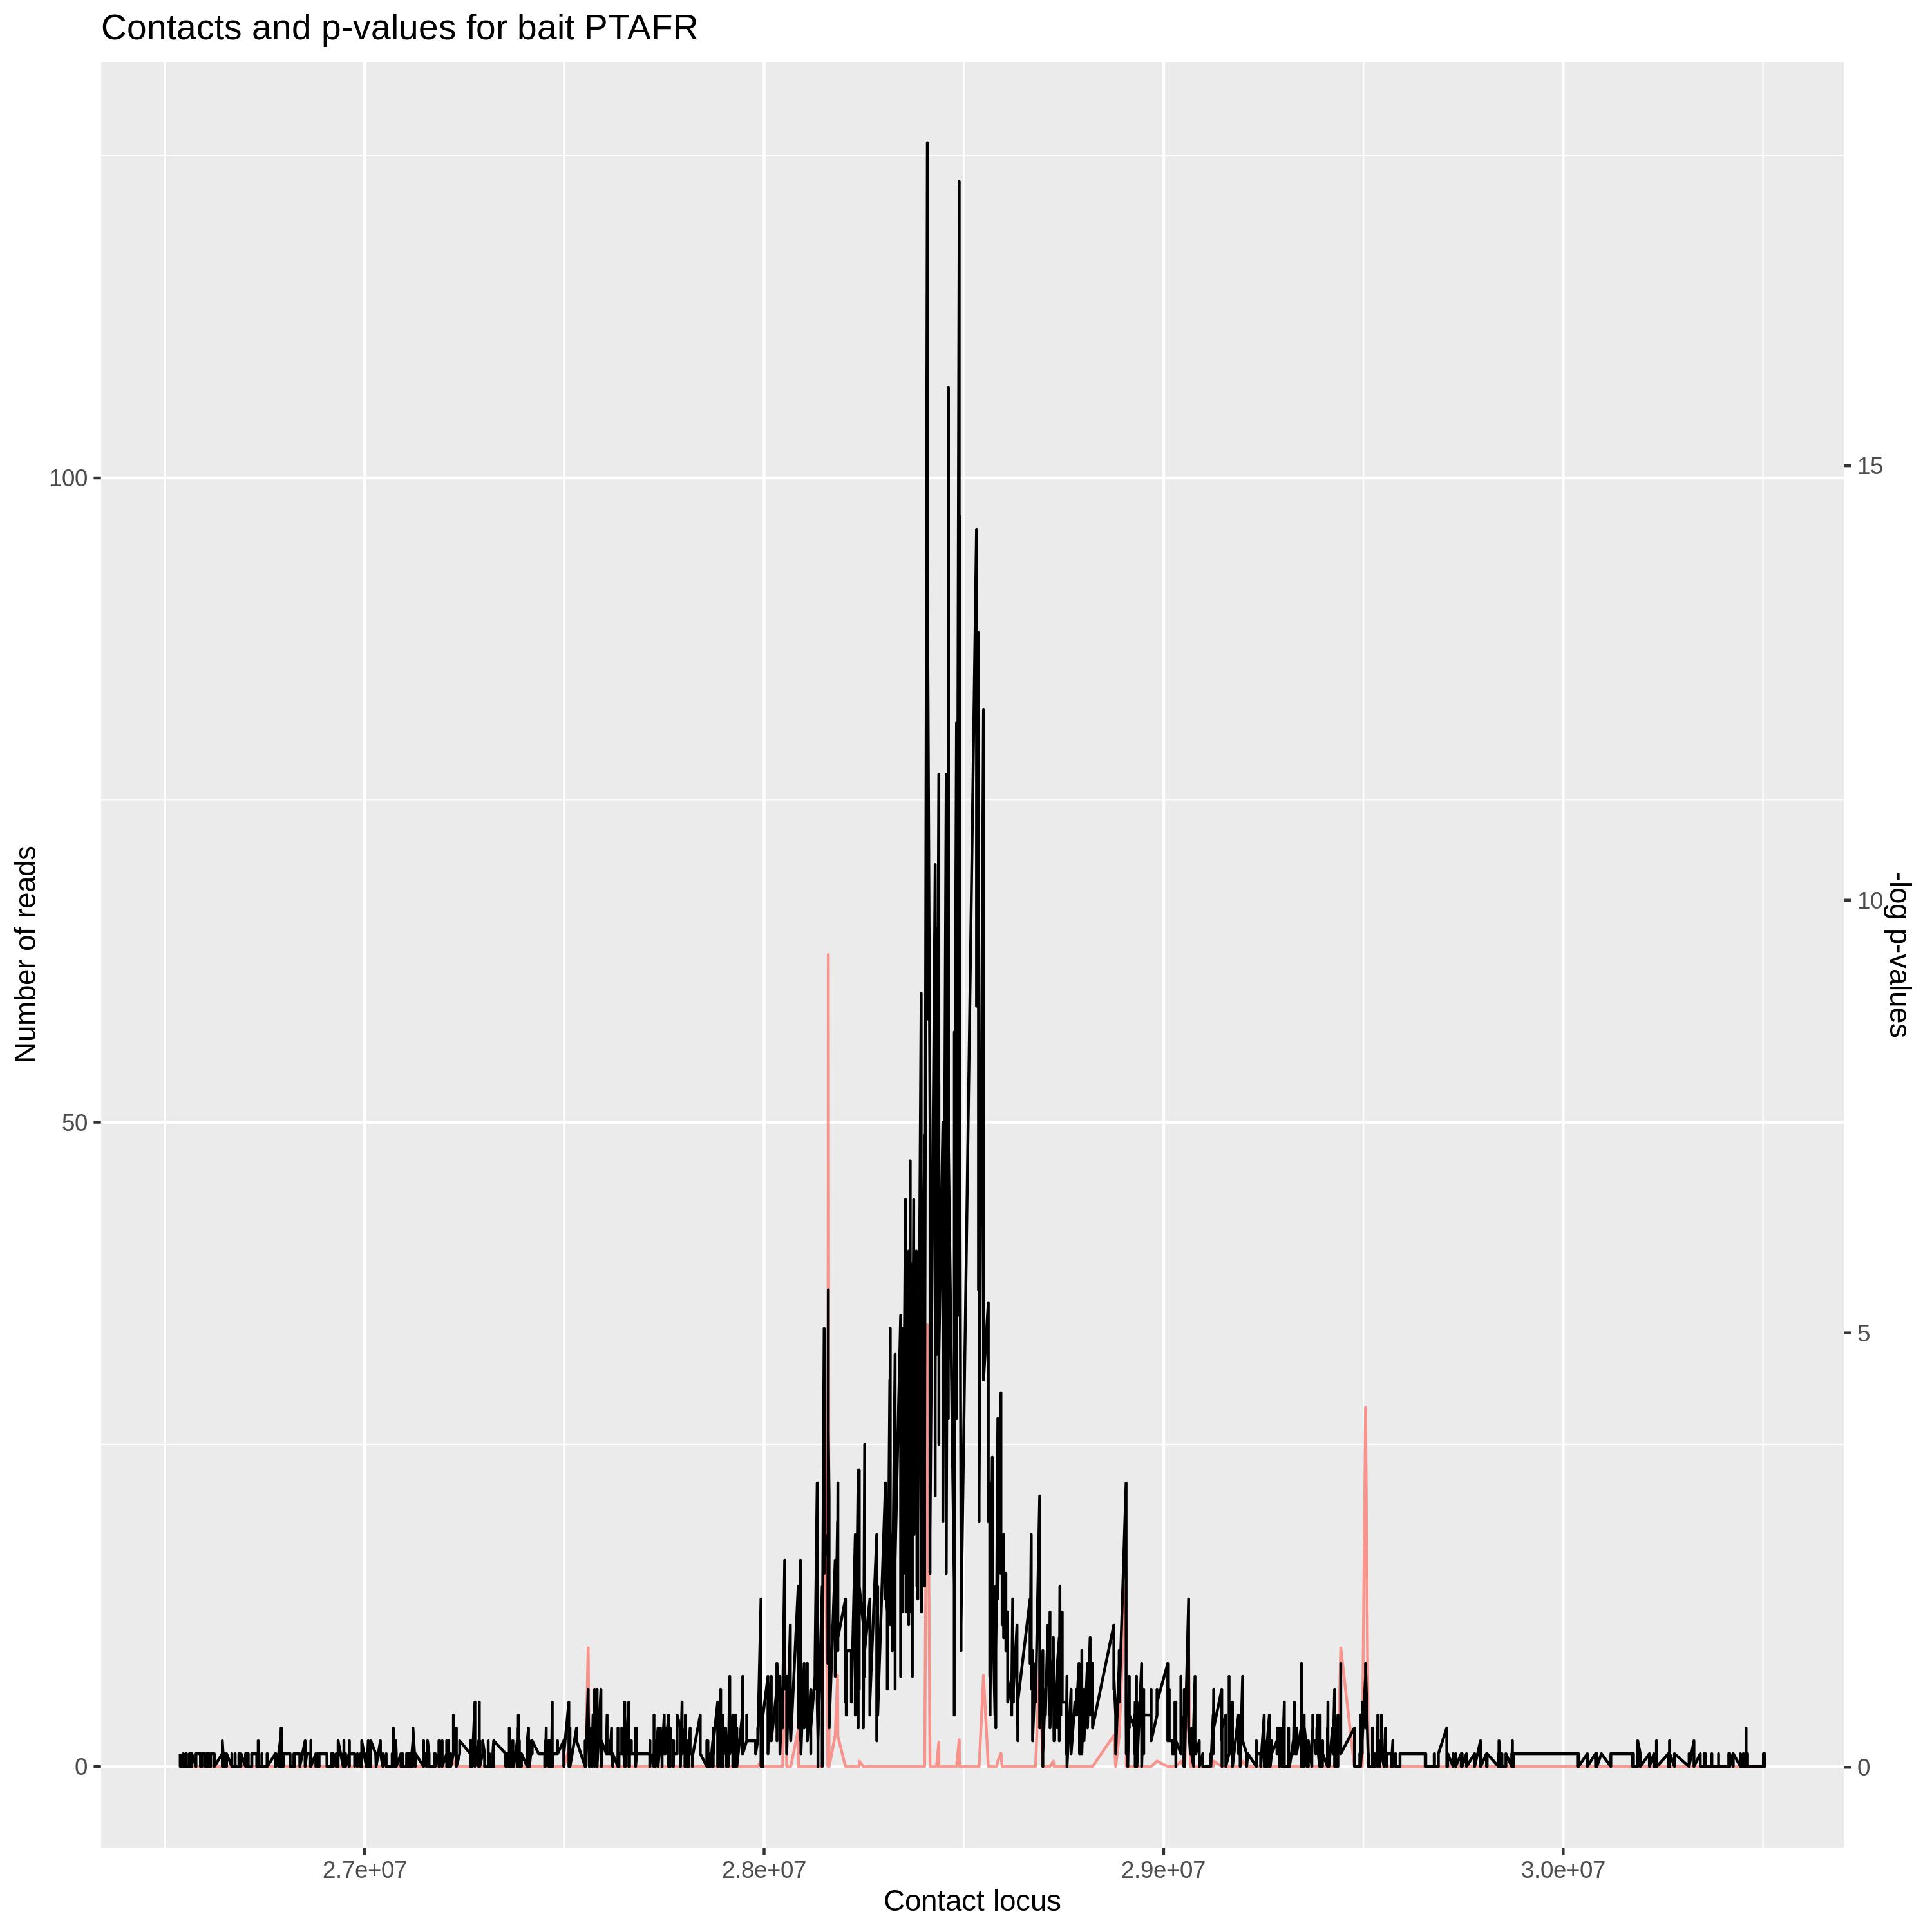 Contacts and p-values for bait PTAFR
Number of reads
100
50
0
15
10
5
0
-log p-values
2.7e+07
2.8e+07
2.9e+07
3.0e+07
Contact locus